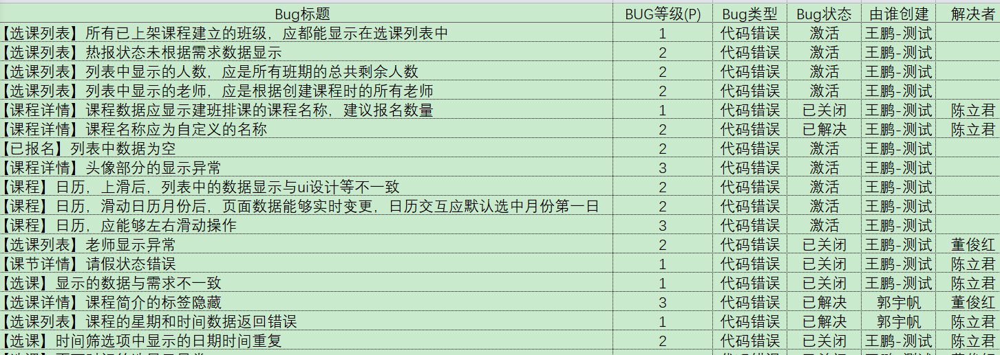 Bug标题 BUG等级(P) Bug类型 Bug状态 由谁创建 解决者
【选课列表】所有已上架课程建立的班级，应都能显示在选课列表中 1 代码错误 激活 王鹏-测试
【选课列表】热报状态未根据需求数据显示 2 代码错误 激活 王鹏-测试
【选课列表】列表中显示的人数，应是所有班期的总共剩余人数 2 代码错误 激活 王鹏-测试
【选课列表】列表中显示的老师，应是根据创建课程时的所有老师 2 代码错误 激活 王鹏-测试
【课程详情】课程数据应显示建班排课的课程名称，建议报名数量 1 代码错误 已关闭 王鹏-测试 陈立君
【课程详情】课程名称应为自定义的名称 2 代码错误 已解决 王鹏-测试 陈立君
【已报名】列表中数据为空 2 代码错误 激活 王鹏-测试
【课程详情】头像部分的显示异常 3 代码错误 激活 王鹏-测试
【课程】日历，上滑后，列表中的数据显示与ui设计等不一致 2 代码错误 激活 王鹏-测试
【课程】日历，滑动日历月份后，页面数据能够实时变更，日历交互应默认选中月份第一日 2 代码错误 激活 王鹏-测试
【课程】日历，应能够左右滑动操作 3 代码错误 激活 王鹏-测试
【选课列表】老师显示异常 2 代码错误 已关闭 王鹏-测试 董俊红
【课节详情】请假状态错误 1 代码错误 已关闭 王鹏-测试 陈立君
【选课】显示的数据与需求不一致 1 代码错误 已关闭 王鹏-测试 陈立君
【选课详情】课程简介的标签隐藏 3 代码错误 已解决 郭宇帆 董俊红
【选课列表】课程的星期和时间数据返回错误 1 代码错误 已解决 郭宇帆 陈立君
【选课】时间筛选项中显示的日期时间重复 2 代码错误 已关闭 王鹏-测试 陈立君